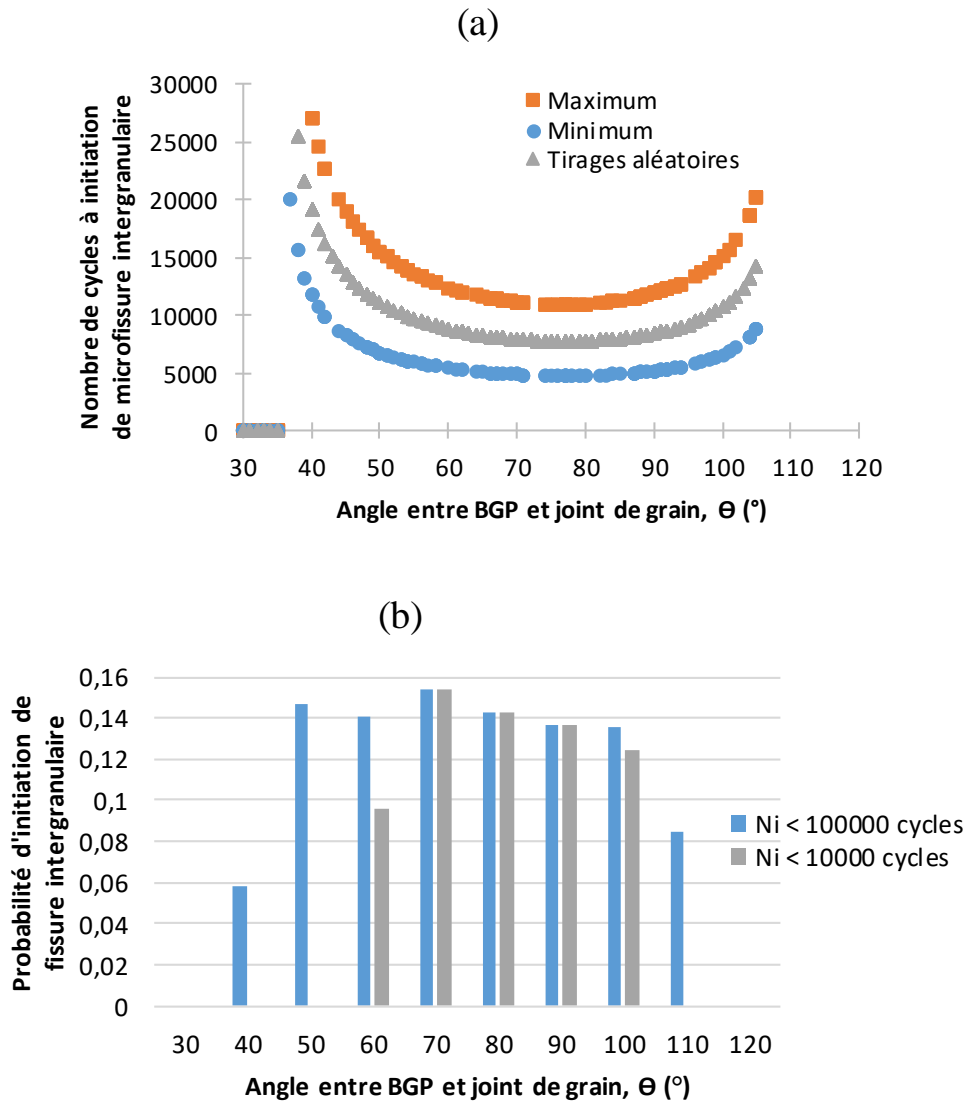 (a)
30000
25000
20000
15000
10000
5000
0
Nombre de cycles à initiation
de microfissure intergranulaire
Maximum
Minimum
Tirages aléatoires
30 40 50 60 70 80 90 100 110 120
Angle entre BGP et joint de grain, Θ (°)
(b)
0,16
0,14
0,12
0,1
0,08
0,06
0,04
0,02
0
Probabilité d'initiation de
fissure intergranulaire
Ni < 100000 cycles
Ni < 10000 cycles
30 40 50 60 70 80 90 100 110 120
Angle entre BGP et joint de grain, Θ (°)